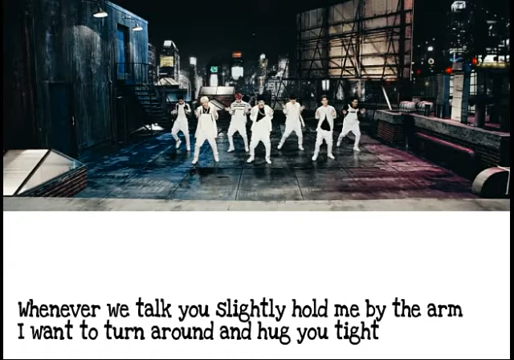 Whenever we talk you slightly hold me by the arm
I want to turn around and hug you tight